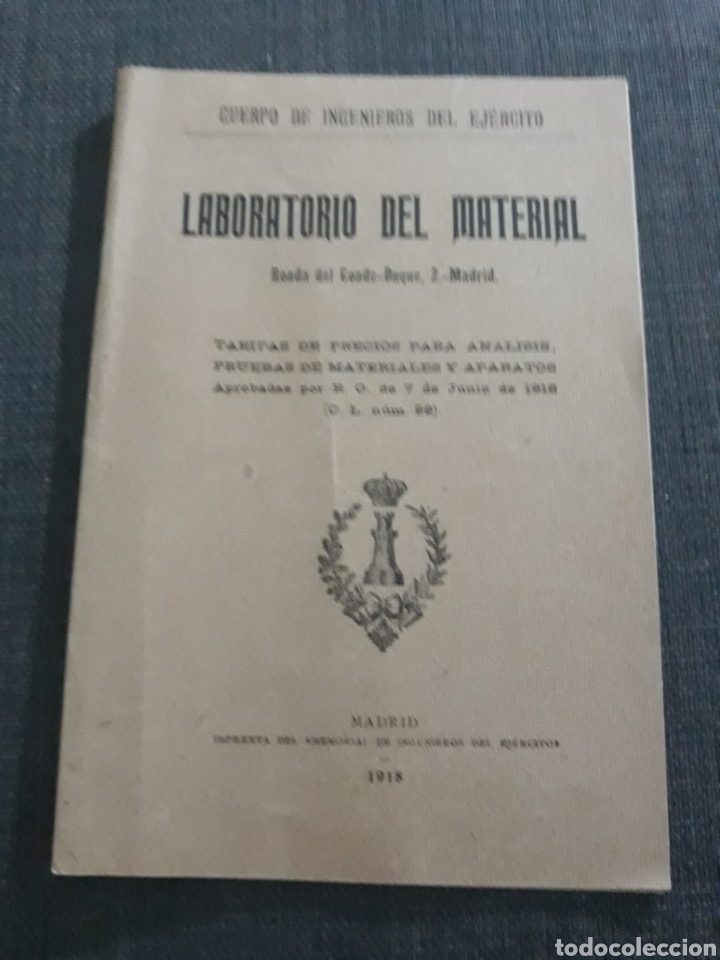 CUERPO DE INGENIEROS DEL EJÉRCITO
LABORATORIO DEL MATERIAL
Ronda del Conde-Duque, 2.-Madrid.
TARIFAS DE PRECIOS PARA ANALISIS,
PRUEBAS DE MATERIALES Y APARATOS
Aprobadas por R. O. de 7 de Junio de 1918
(C. L. núm.
MADRID
IMPRENTA DEL «MEMORIAL DE INGENIEROS DEL EJÉRCITO»
1918
todocoleccion